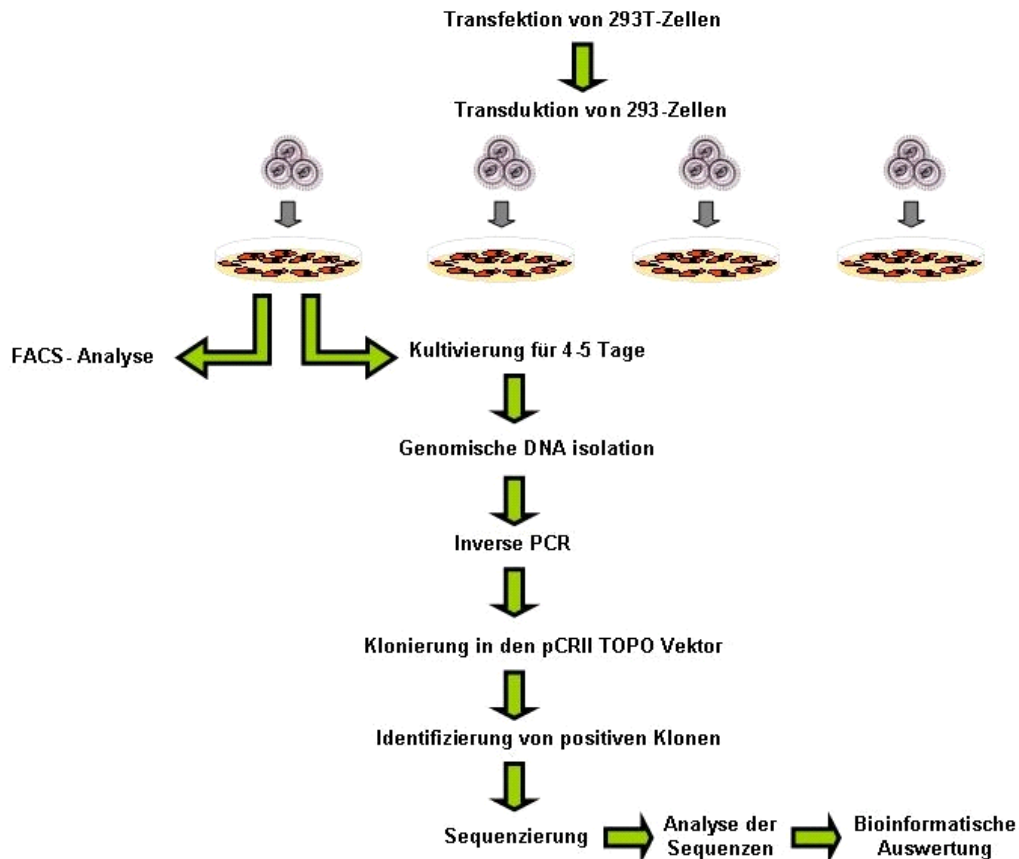 Transfektion von 293T-Zellen
Transduktion von 293-Zellen
FACS - Analyse
Kultivierung für 4-5 Tage
Genomische DNA isolation
Inverse PCR
Klonierung in den pCRII TOPO Vektor
Identifizierung von positiven Klonen
Sequenzierung
Analyse der
Sequenzen
Bioinformatische
Auswertung